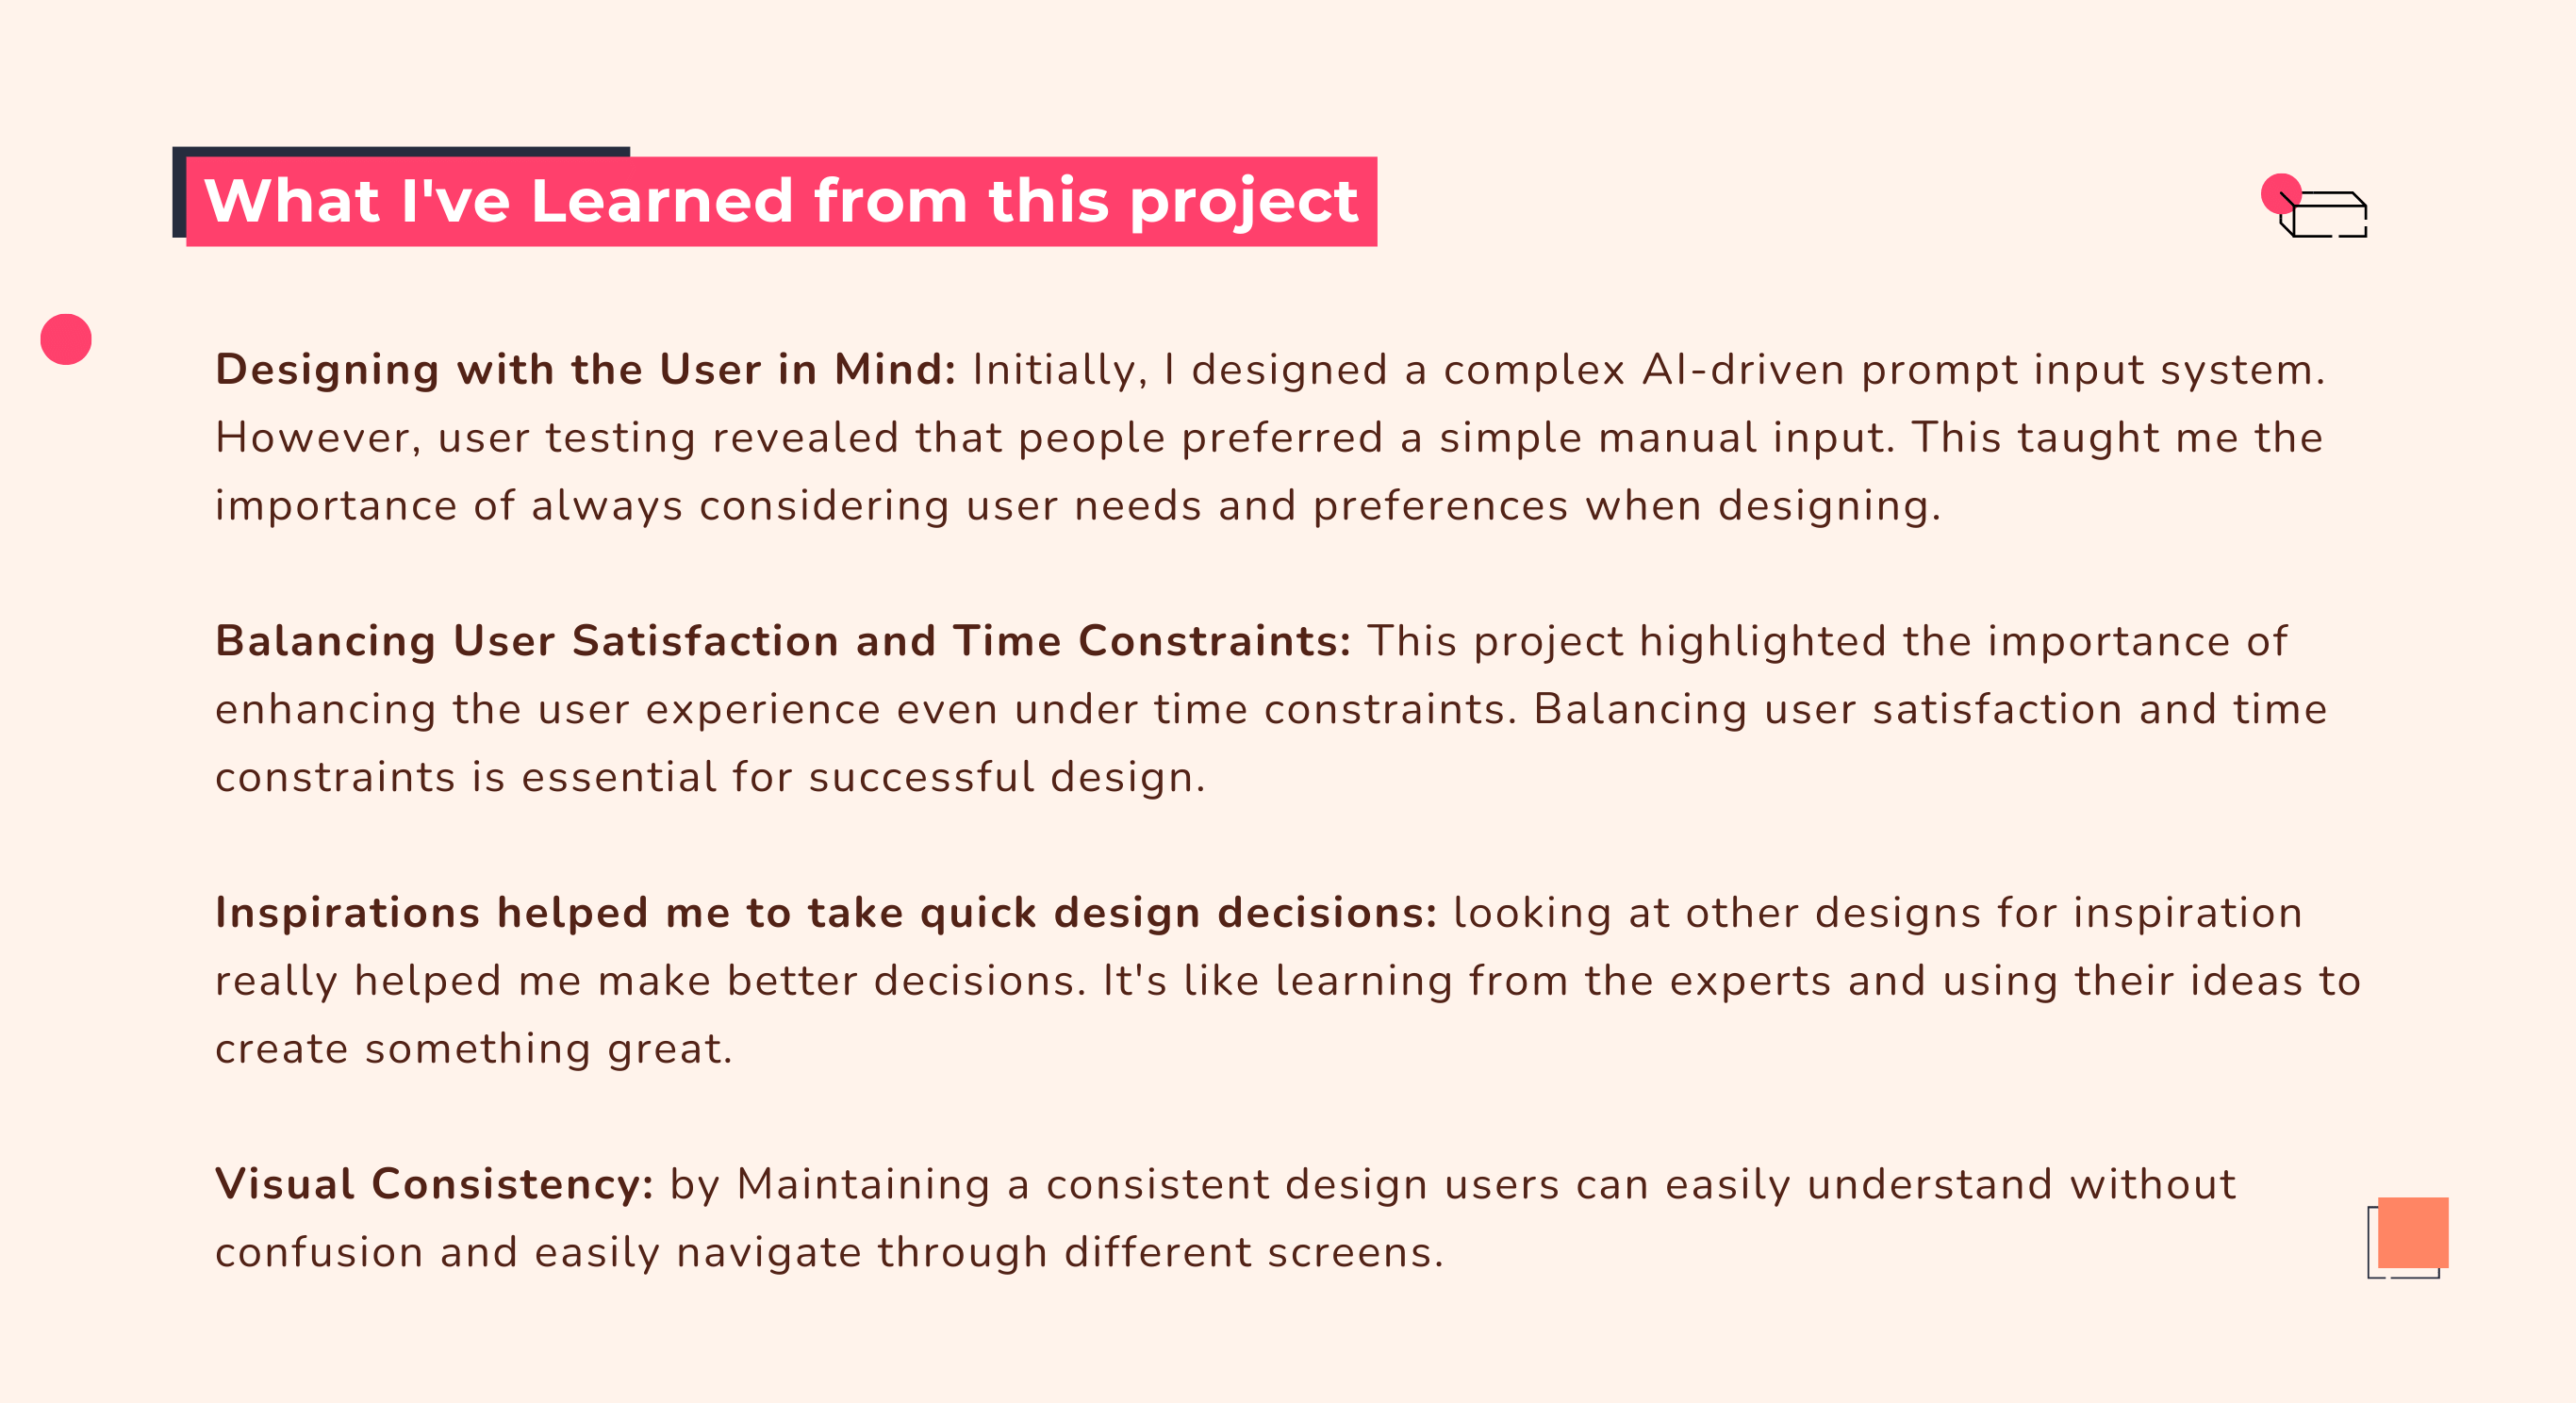 What I've Learned from this project
Designing with the User in Mind: Initially, I designed a complex AI-driven prompt input system.
However, user testing revealed that people preferred a simple manual input. This taught me the
importance of always considering user needs and preferences when designing.
Balancing User Satisfaction and Time Constraints: This project highlighted the importance of
enhancing the user experience even under time constraints. Balancing user satisfaction and time
constraints is essential for successful design.
Inspirations helped me to take quick design decisions: looking at other designs for inspiration
really helped me make better decisions. It's like learning from the experts and using their ideas to
create something great.
Visual Consistency: by Maintaining a consistent design users can easily understand without
confusion and easily navigate through different screens.